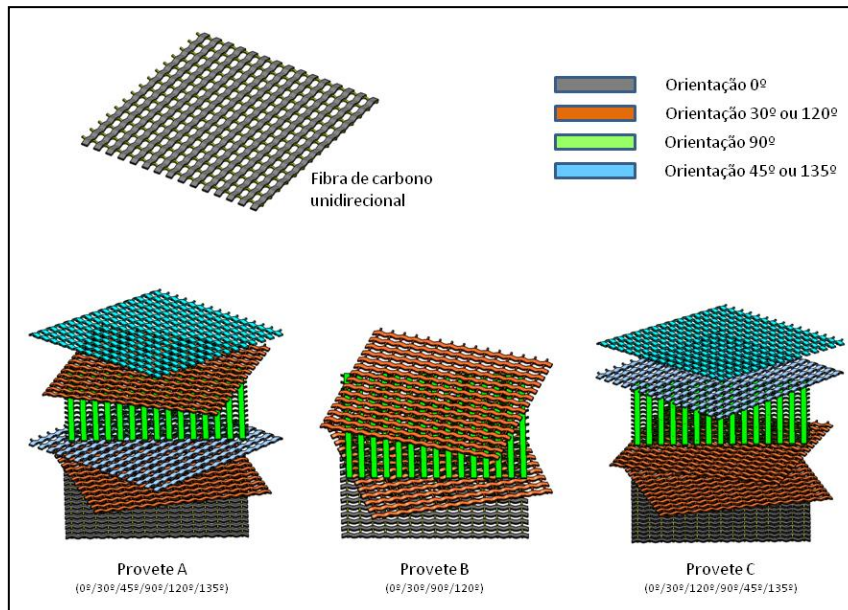 Orientação 0º
Orientação 30º ou 120º
Orientação 90º
Orientação 45º ou 135º
Fibra de carbono
unidirecional
Provete A
(0º/30º/45º/90º/120º/135º)
Provete B
(0º/30º/90º/120º)
Provete C
(0º/30º/120º/90º/45º/135º)